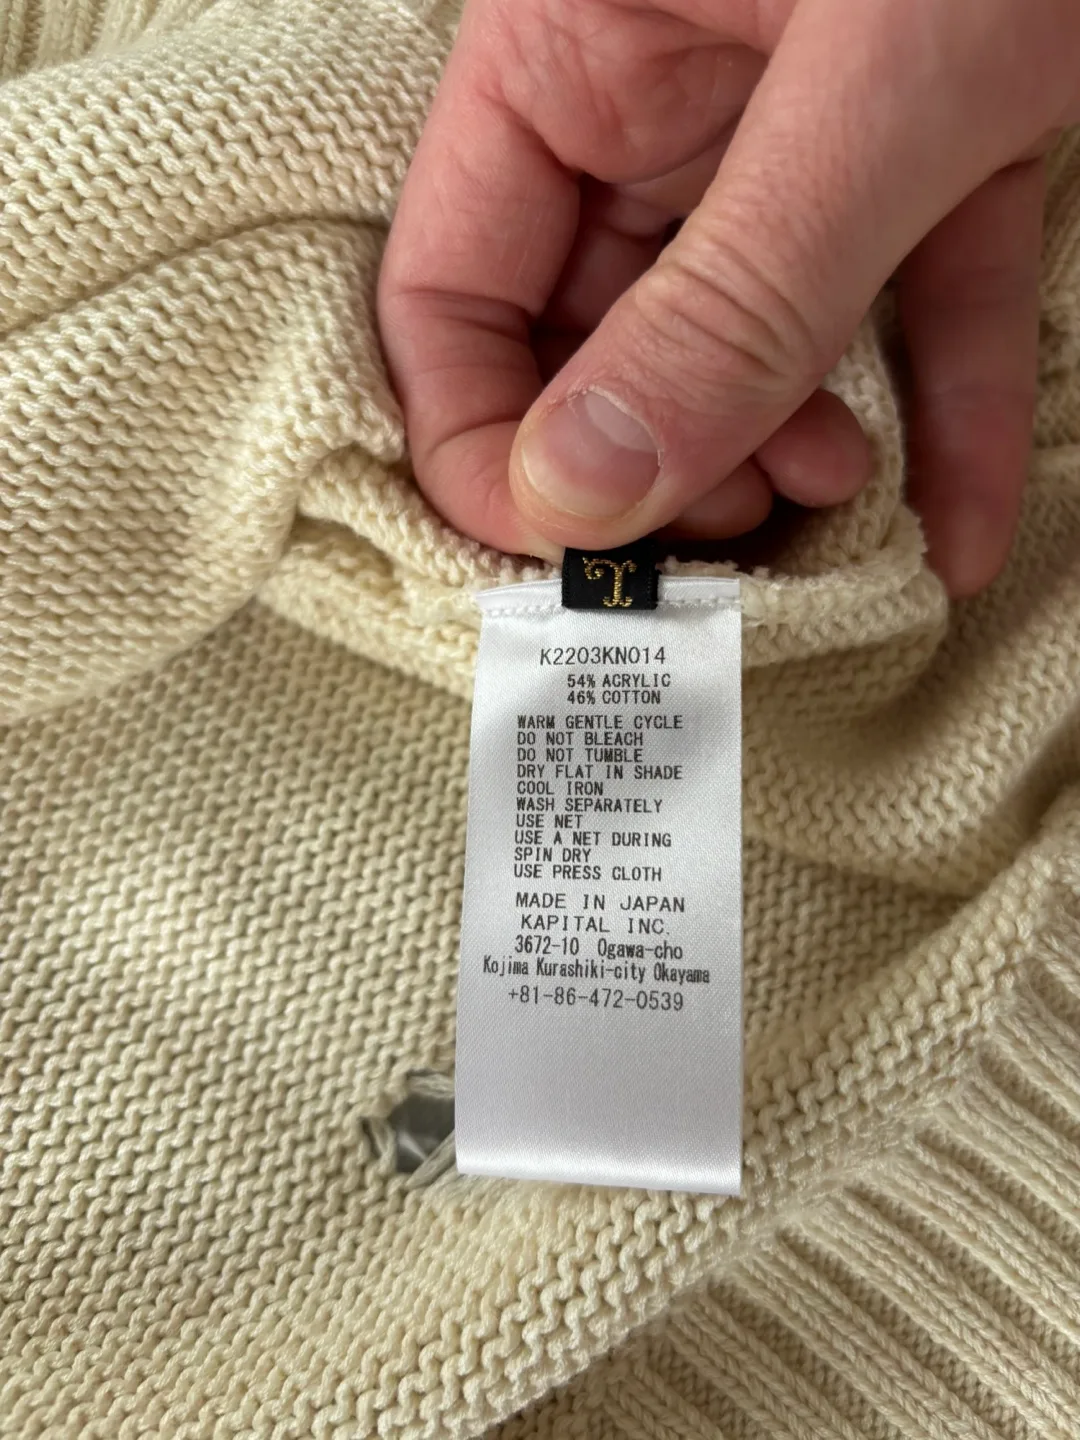 K2203KN014
54% ACRYLIC
46% COTTON
WARM GENTLE CYCLE
DO NOT BLEACH
DO NOT TUMBLE
DRY FLAT IN SHADE
COOL IRON
WASH SEPARATELY
USE NET
USE A NET DURING
SPIN DRY
USE PRESS CLOTH
MADE IN JAPAN
KAPITAL INC.
3672-10 Ogawa-cho
Kojima Kurashiki-city Okayama
+81-86-472-0539